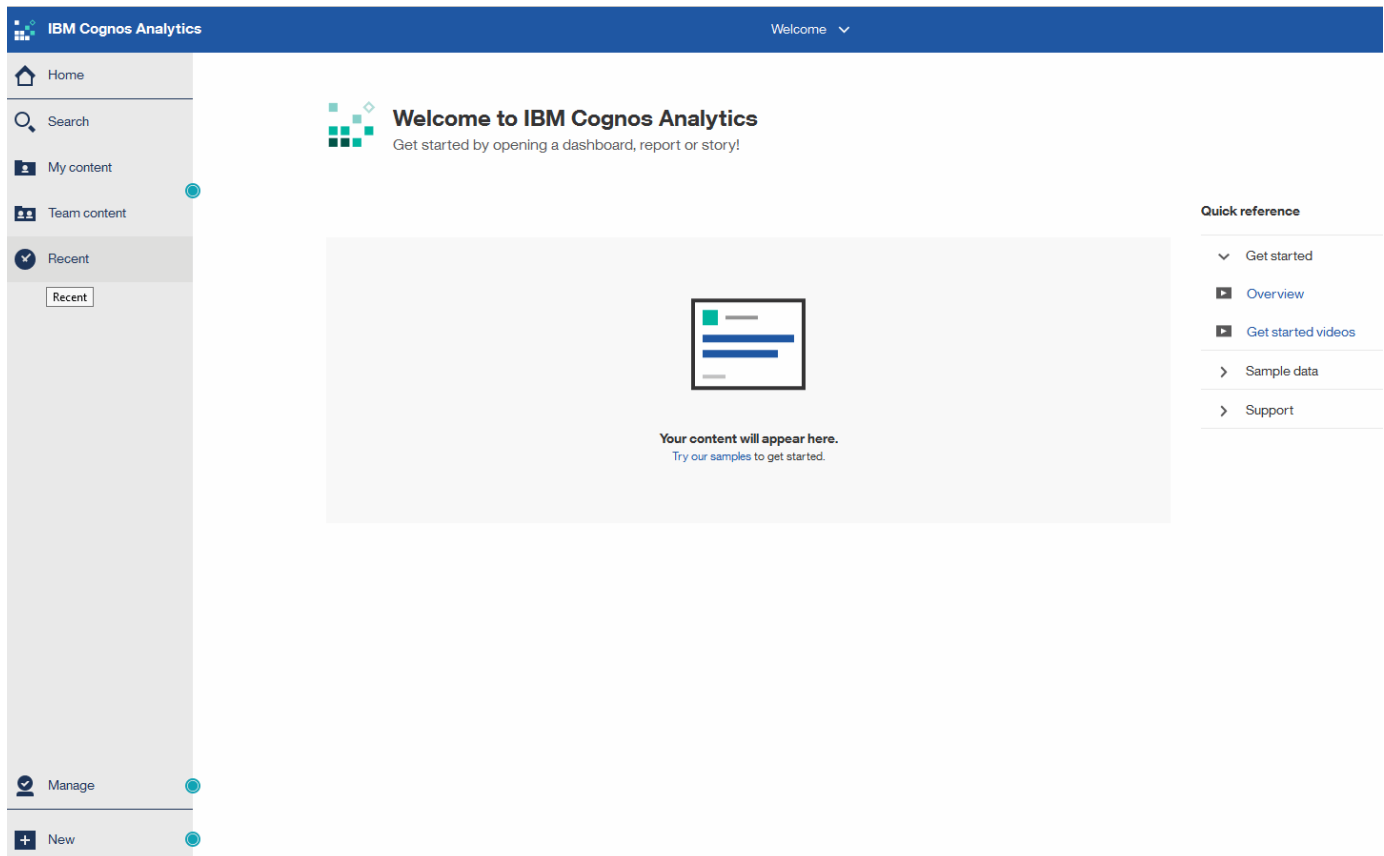 IBM Cognos Analytics
Welcome
Home
Search
My content
Team content
Recent
Recent
Manage
New
Welcome to IBM Cognos Analytics
Get started by opening a dashboard, report or story!
Your content will appear here.
Try our samples to get started.
Quick reference
Get started
Overview
Get started videos
Sample data
Support